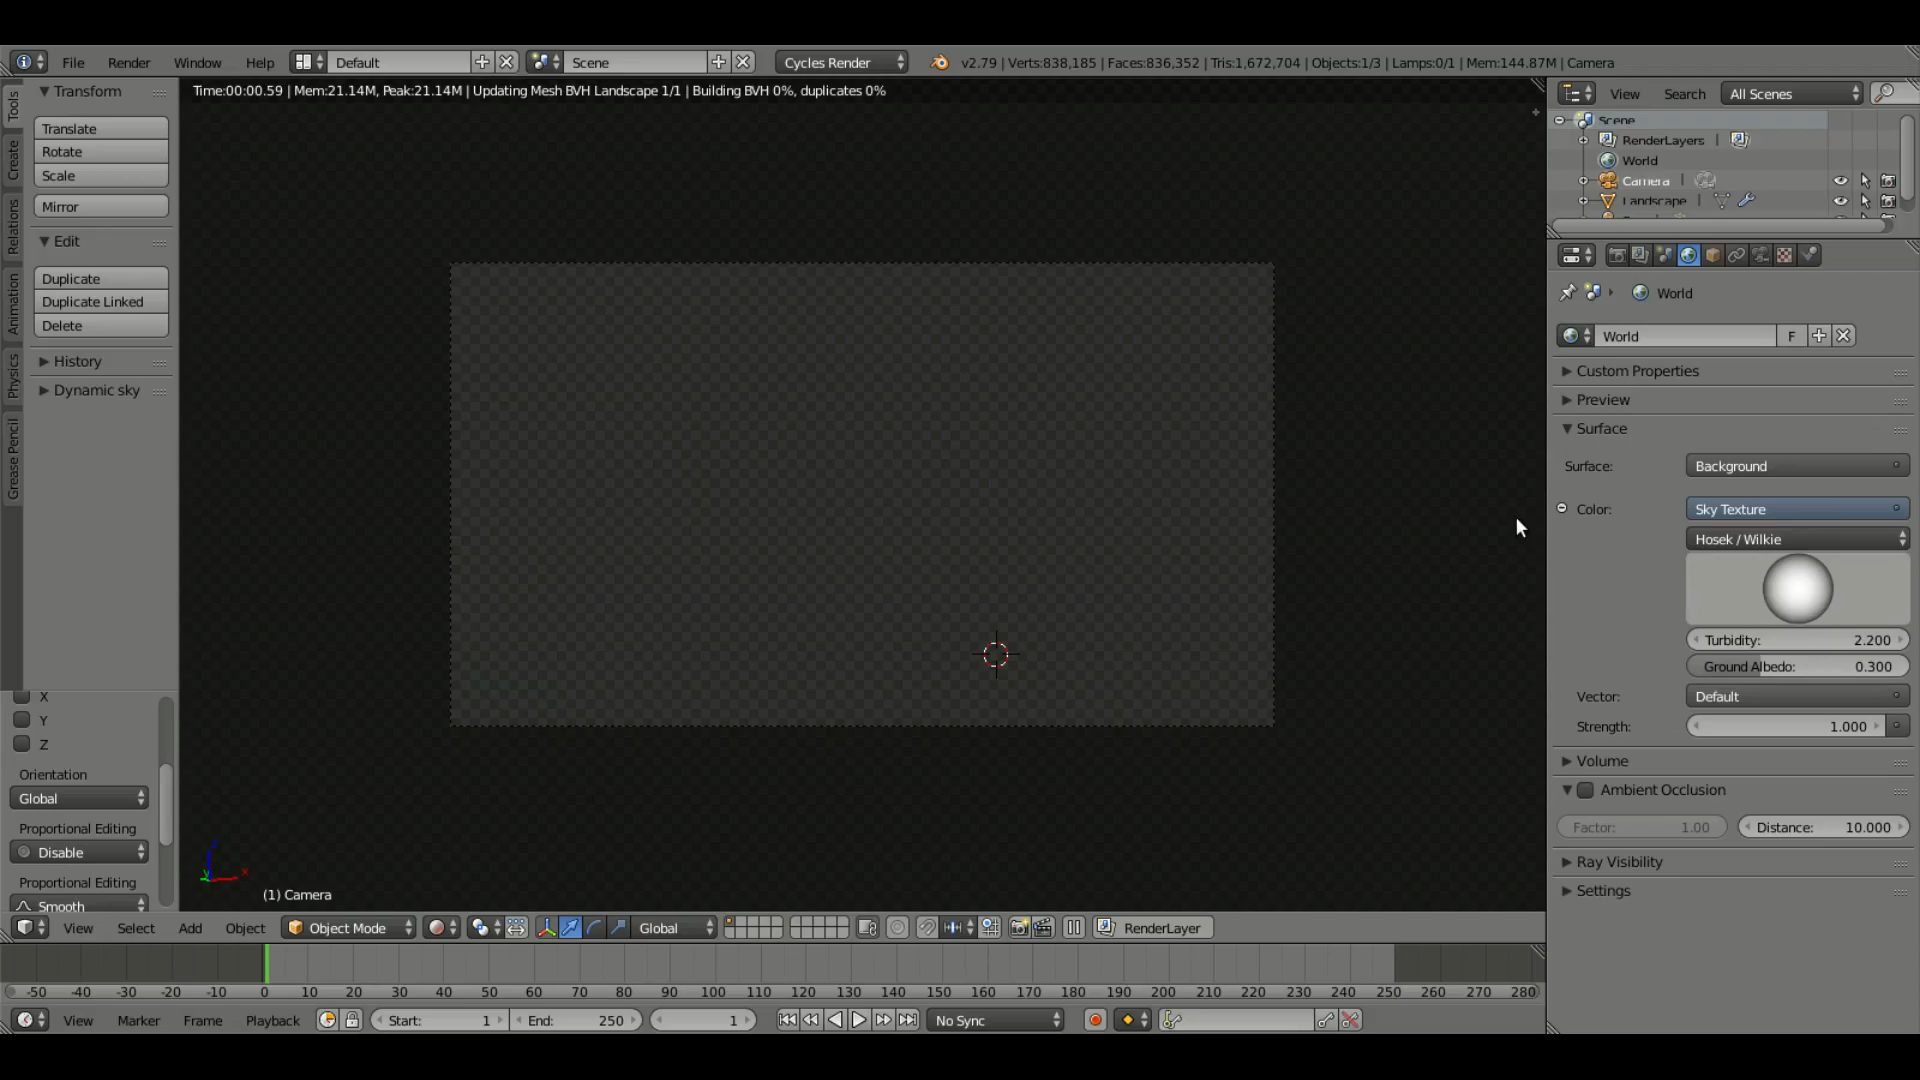 File Render Window Help Default Scene Cycles Render v2.79 | Verts:838,185 | Faces:836,352 | Tris:1,672,704 | Objects:1/3 | Lamps:0/1 | Mem:144.87M | Camera
Time:00:00.59 | Mem:21.14M, Peak:21.14M | Updating Mesh BVH Landscape 1/1 | Building BVH 0%, duplicates 0%
Tools
Create
Relations
Animation
Physics
Grease Pencil
Transform
Translate
Rotate
Scale
Mirror
Edit
Duplicate
Duplicate Linked
Delete
History
Dynamic sky
X
Y
Z
Orientation
Global
Proportional Editing
Disable
Proportional Editing
Smooth
(1) Camera
View Select Add Object Object Mode Global RenderLayer
-50 -40 -30 -20 -10 0 10 20 30 40 50 60 70 80 90 100 110 120 130 140 150 160 170 180 190 200 210 220 230 240 250 260 270 280
View Marker Frame Playback Start: 1 End: 250 1 No Sync
View Search All Scenes
Scene
RenderLayers
World
Camera
Landscape
World
World F
Custom Properties
Preview
Surface
Surface: Background
Color: Sky Texture
Hosek / Wilkie
Turbidity: 2.200
Ground Albedo: 0.300
Vector: Default
Strength: 1.000
Volume
Ambient Occlusion
Factor: 1.00 Distance: 10.000
Ray Visibility
Settings